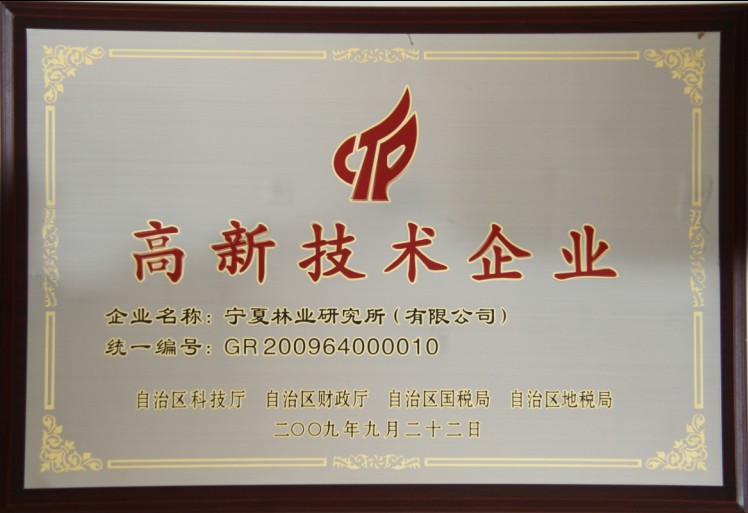 高新技术企业
企业名称：宁夏林业研究所（有限公司）
统一编号：GR200964000010
自治区科技厅 自治区财政厅 自治区国税局 自治区地税局
二〇〇九年九月二十二日